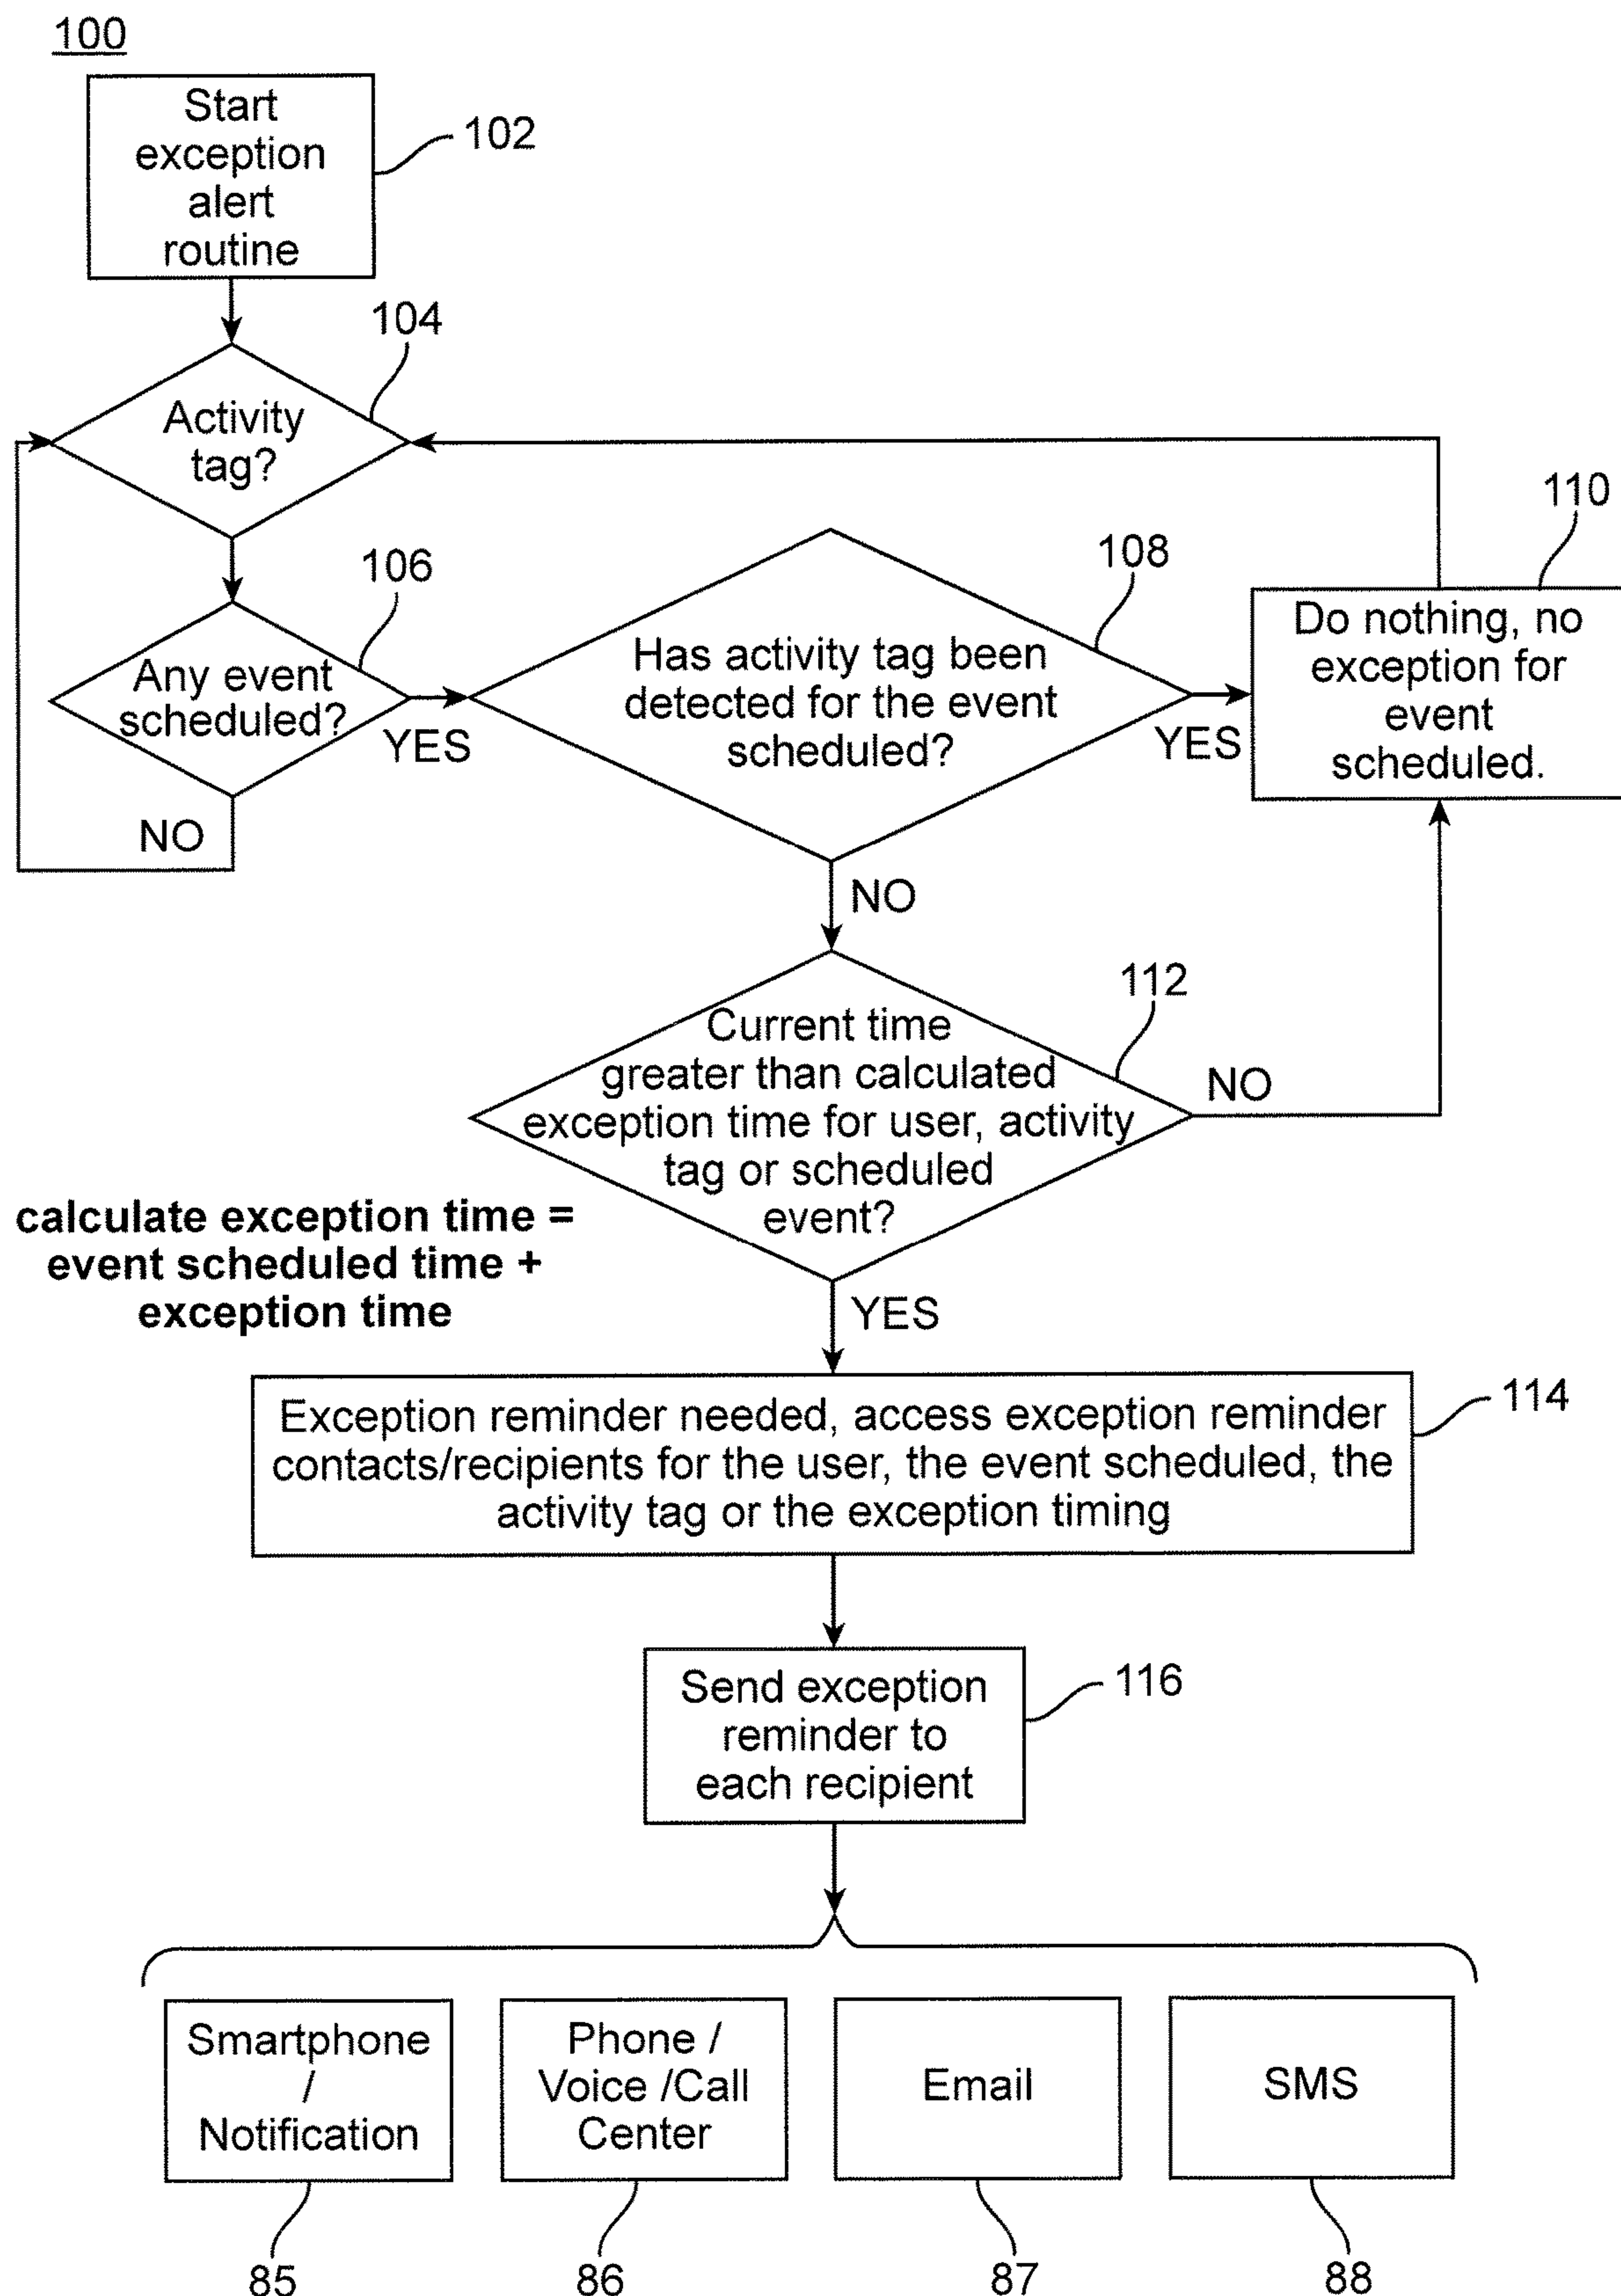 100
Start
exception
alert
routine
102
104
Activity
tag?
110
106
108
Any event
scheduled?
YES
Has activity tag been
detected for the event
scheduled?
YES
Do nothing, no
exception for
event
scheduled.
NO
NO
112
Current time
greater than calculated
exception time for user, activity
tag or scheduled
event?
NO
calculate exception time =
event scheduled time +
exception time
YES
Exception reminder needed, access exception reminder
contacts/recipients for the user, the event scheduled, the
activity tag or the exception timing
114
Send exception
reminder to
each recipient
116
Smartphone
/
Notification
Phone /
Voice /Call
Center
Email
SMS
85
86
87
88